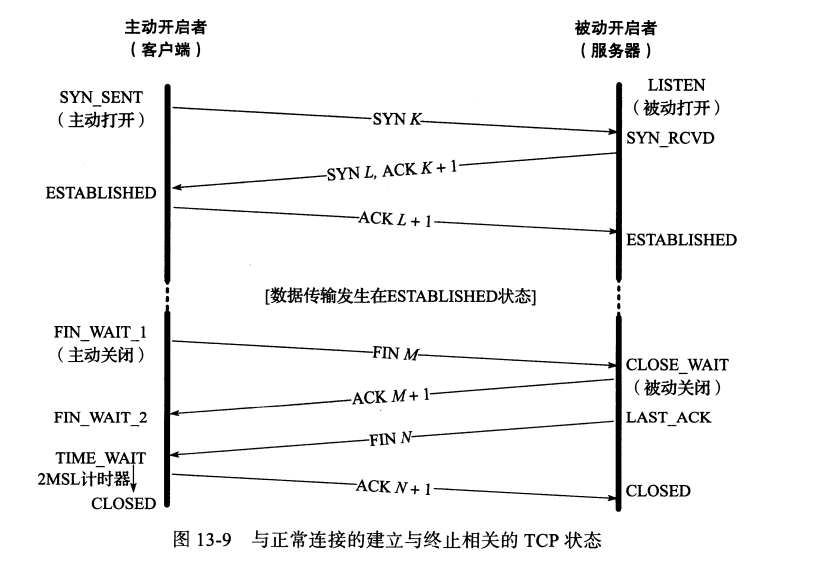 主动开启者
（客户端）
被动开启者
（服务器）
SYN_SENT
（主动打开）
LISTEN
（被动打开）
SYN K
SYN_RCVD
SYN L, ACK K + 1
ESTABLISHED
ACK L + 1
ESTABLISHED
[数据传输发生在ESTABLISHED状态]
FIN_WAIT_1
（主动关闭）
FIN M
CLOSE_WAIT
（被动关闭）
ACK M + 1
FIN_WAIT_2
LAST_ACK
FIN N
TIME_WAIT
2MSL计时器
ACK N + 1
CLOSED
CLOSED
图 13-9 与正常连接的建立与终止相关的 TCP 状态